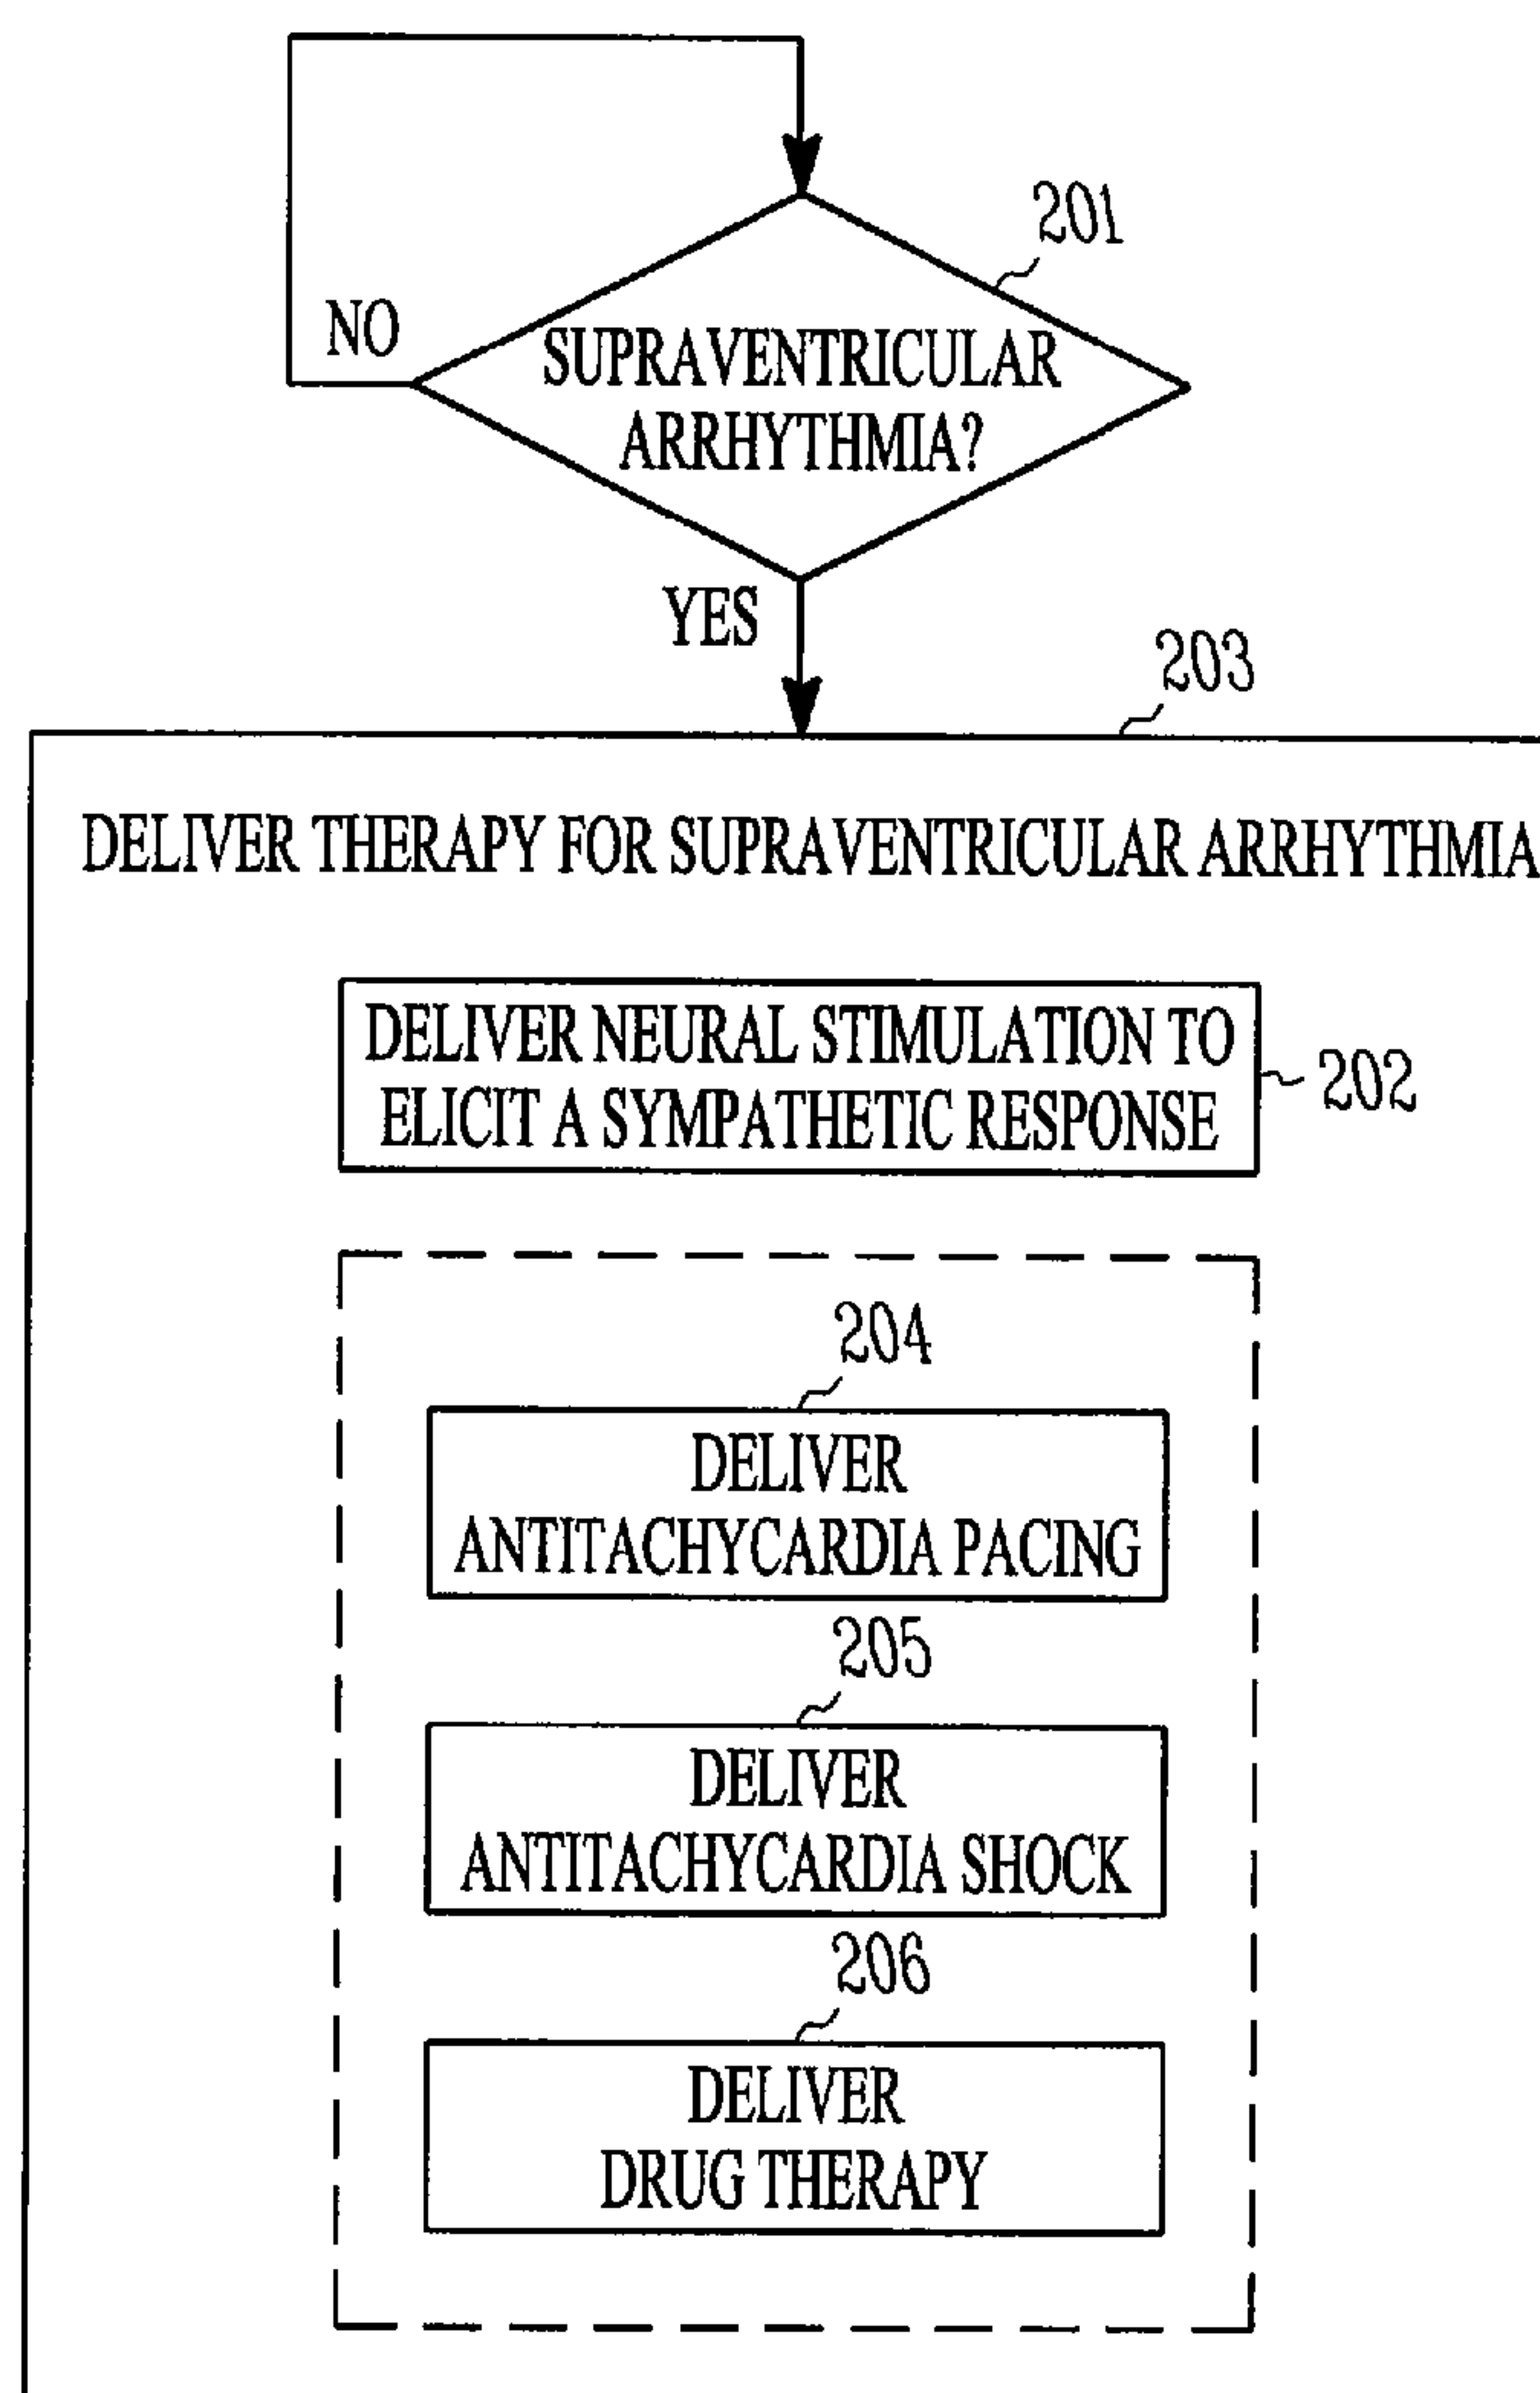 201
NO
SUPRAVENTRICULAR
ARRHYTHMIA?
YES
203
DELIVER THERAPY FOR SUPRAVENTRICULAR ARRHYTHMIA
DELIVER NEURAL STIMULATION TO
ELICIT A SYMPATHETIC RESPONSE
202
204
DELIVER
ANTITACHYCARDIA PACING
205
DELIVER
ANTITACHYCARDIA SHOCK
206
DELIVER
DRUG THERAPY